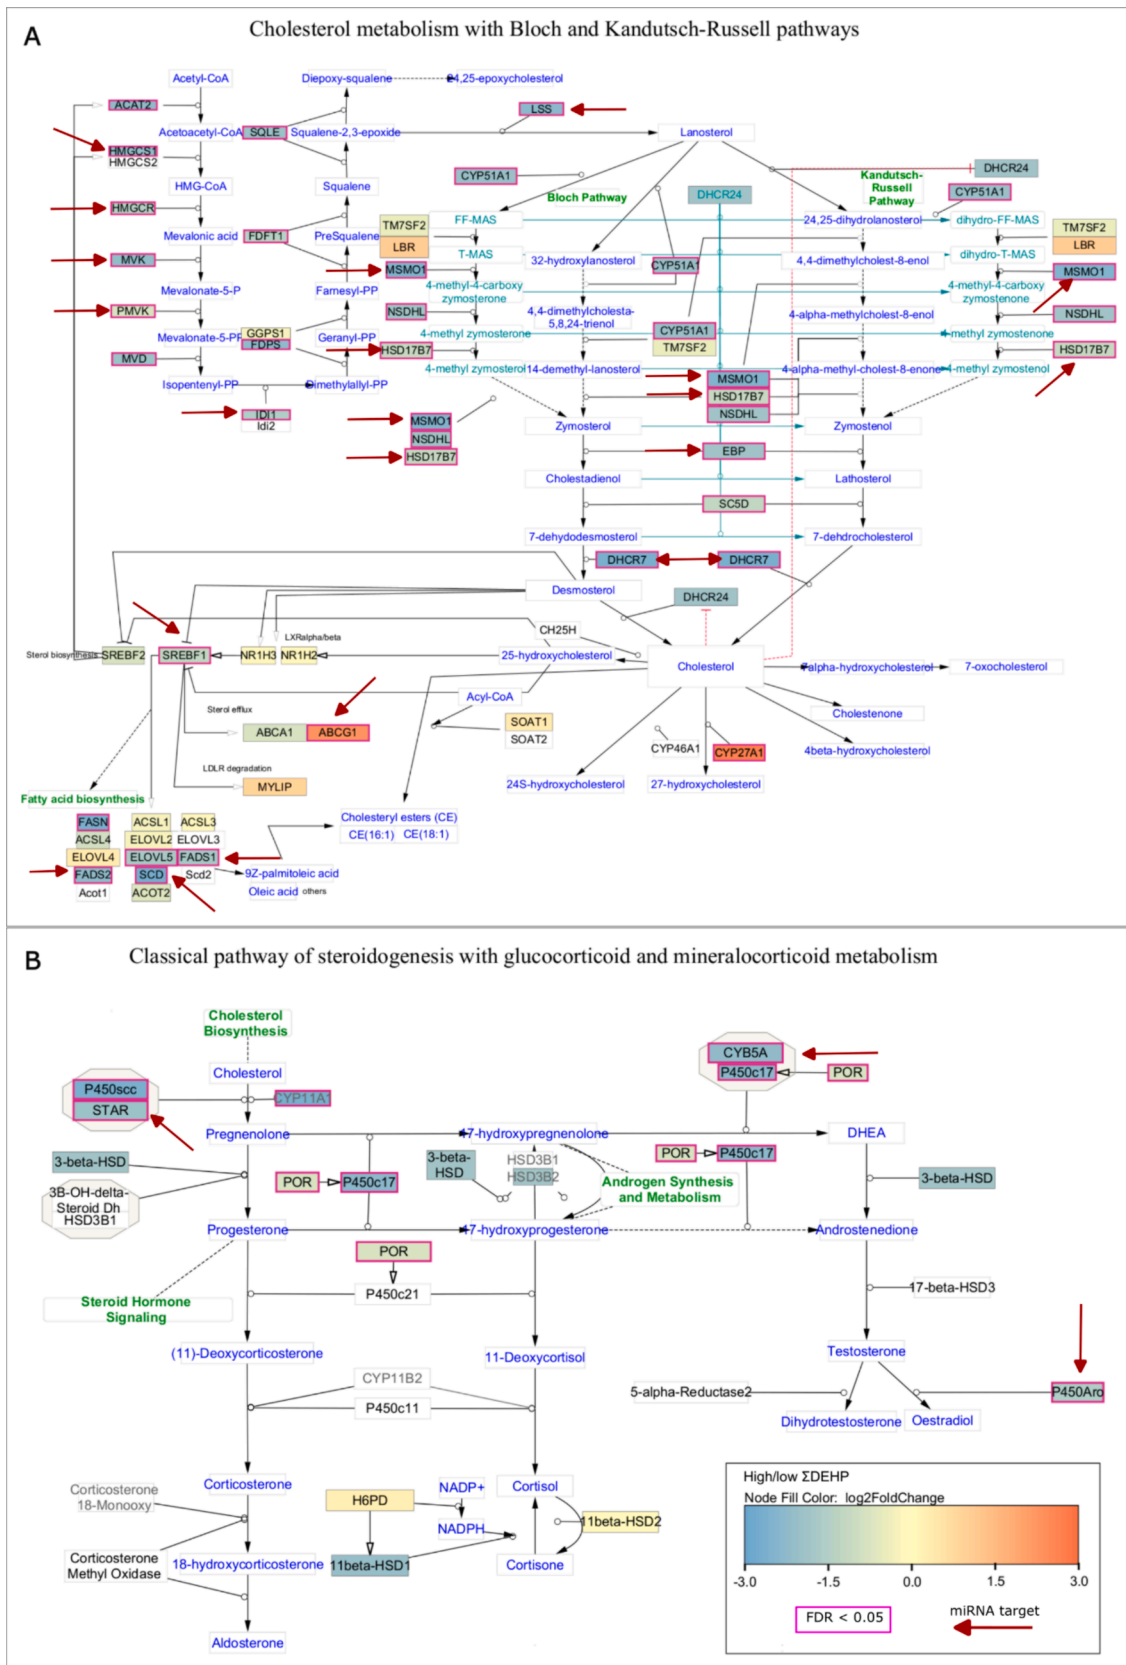 A
Cholesterol metabolism with Bloch and Kandutsch-Russell pathways
Acetyl-CoA
Diepoxy-squalene
24,25-epoxycholesterol
ACAT2
LSS
Acetoacetyl-CoA
SQLE
Squalene-2,3-epoxide
Lanosterol
HMGCS1
HMGCS2
CYP51A1
DHCR24
HMG-CoA
Squalene
Bloch Pathway
DHCR24
Kandutsch-
Russell
Pathway
CYP51A1
HMGCR
TM7SF2
LBR
FF-MAS
24,25-dihydrolanosterol
dihydro-FF-MAS
TM7SF2
LBR
Mevalonic acid
FDFT1
PreSqualene
T-MAS
32-hydroxylanosterol
4,4-dimethylcholest-8-enol
dihydro-T-MAS
MVK
MSMO1
CYP51A1
MSMO1
Mevalonate-5-P
Farnesyl-PP
4-methyl-4-carboxy
zymosterone
4-methyl-4-carboxy
zymostenone
PMVK
NSDHL
4,4-dimethylcholesta-
5,8,24-trienol
4-alpha-methylcholest-8-enol
NSDHL
Mevalonate-5-PP
GGPS1
FDPS
Geranyl-PP
4-methyl zymosterone
CYP51A1
TM7SF2
4-methyl zymostenone
MVD
HSD17B7
HSD17B7
Isopentenyl-PP
Dimethylallyl-PP
4-methyl zymosterol
14-demethyl-lanosterol
MSMO1
HSD17B7
NSDHL
4-alpha-methyl-cholest-8-enone
4-methyl zymostenol
IDI1
Idi2
MSMO1
NSDHL
HSD17B7
Zymosterol
Zymostenol
EBP
Cholestadienol
Lathosterol
SC5D
7-dehydodesmosterol
7-dehdrocholesterol
DHCR7
DHCR7
Desmosterol
DHCR24
Sterol biosynthesis
SREBF2
SREBF1
LXRalpha/beta
NR1H3
NR1H2
CH25H
25-hydroxycholesterol
Cholesterol
7alpha-hydroxycholesterol
7-oxocholesterol
Acyl-CoA
Sterol efflux
ABCA1
ABCG1
SOAT1
SOAT2
Cholestenone
CYP46A1
CYP27A1
4beta-hydroxycholesterol
LDLR degradation
MYLIP
24S-hydroxycholesterol
27-hydroxycholesterol
Fatty acid biosynthesis
Cholesteryl esters (CE)
CE(16:1) CE(18:1)
FASN
ACSL1
ACSL3
ACSL4
ELOVL2
ELOVL3
ELOVL4
ELOVL5
FADS1
FADS2
SCD
Scd2
9Z-palmitoleic acid
Acot1
ACOT2
Oleic acid others
B
Classical pathway of steroidogenesis with glucocorticoid and mineralocorticoid metabolism
Cholesterol
Biosynthesis
Cholesterol
P450scc
STAR
CYP11A1
CYB5A
P450c17
POR
Pregnenolone
17-hydroxypregnenolone
DHEA
3-beta-HSD
3-beta-
HSD
HSD3B1
HSD3B2
POR
P450c17
3-beta-HSD
POR
P450c17
3B-OH-delta-
Steroid Dh
HSD3B1
Androgen Synthesis
and Metabolism
Progesterone
17-hydroxyprogesterone
Androstenedione
POR
P450c21
17-beta-HSD3
Steroid Hormone
Signaling
(11)-Deoxycorticosterone
11-Deoxycortisol
Testosterone
CYP11B2
P450c11
5-alpha-Reductase2
P450Aro
Dihydrotestosterone
Oestradiol
Corticosterone
18-Monooxy
Corticosterone
H6PD
NADP+
NADPH
Cortisol
11beta-HSD2
Corticosterone
Methyl Oxidase
18-hydroxycorticosterone
11beta-HSD1
Cortisone
Aldosterone
High/low ΣDEHP
Node Fill Color: log2FoldChange
-3.0 -1.5 0.0 1.5 3.0
FDR < 0.05
miRNA target